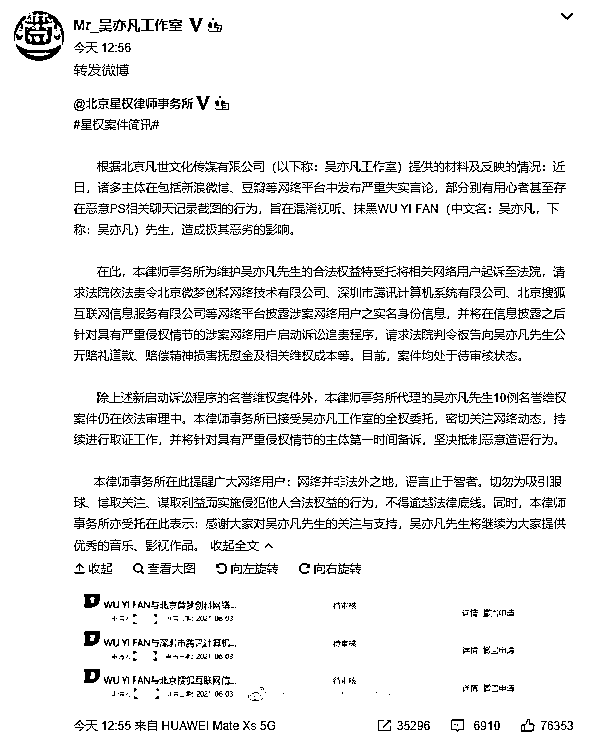 Mr_吴亦凡工作室
今天 12:56
转发微博
@北京星权律师事务所
#星权案件简讯#
根据北京凡世文化传媒有限公司（以下称：吴亦凡工作室）提供的材料及反映的情况：近
日，诸多主体在包括新浪微博、豆瓣等网络平台中发布严重失实言论，部分别有用心者甚至存
在恶意PS相关聊天记录截图的行为，旨在混淆视听、抹黑WU YI FAN（中文名：吴亦凡，下
称：吴亦凡）先生，造成极其恶劣的影响。
在此，本律师事务所为维护吴亦凡先生的合法权益特受托将相关网络用户起诉至法院，请
求法院依法责令北京微梦创科网络技术有限公司、深圳市腾讯计算机系统有限公司、北京搜狐
互联网信息服务有限公司等网络平台披露涉案网络用户之实名身份信息，并将在信息披露之后
针对具有严重侵权情节的涉案网络用户启动诉讼追责程序，请求法院判令被告向吴亦凡先生公
开赔礼道歉、赔偿精神损害抚慰金及相关维权成本等。目前，案件均处于待审核状态。
除上述新启动诉讼程序的名誉维权案件外，本律师事务所代理的吴亦凡先生10例名誉维权
案件仍在依法审理中。本律师事务所已接受吴亦凡工作室的全权委托，密切关注网络动态，持
续进行取证工作，并将针对具有严重侵权情节的主体第一时间备诉，坚决抵制恶意造谣行为。
本律师事务所在此提醒广大网络用户：网络并非法外之地，谣言止于智者。切勿为吸引眼
球、博取关注、谋取利益而实施侵犯他人合法权益的行为，不得逾越法律底线。同时，本律师
事务所亦受托在此表示：感谢大家对吴亦凡先生的关注与支持，吴亦凡先生将继续为大家提供
优秀的音乐、影视作品。 收起全文
收起 查看大图 向左旋转 向右旋转
WU YI FAN与北京微梦创科网络... 待审核 详情 撤回申请
2021-06-03
WU YI FAN与深圳市腾讯计算机... 待审核 详情 撤回申请
2021-06-03
WU YI FAN与北京搜狐互联网信... 待审核 详情 撤回申请
2021-06-03
今天 12:55 来自 HUAWEI Mate Xs 5G 35296 6910 76353